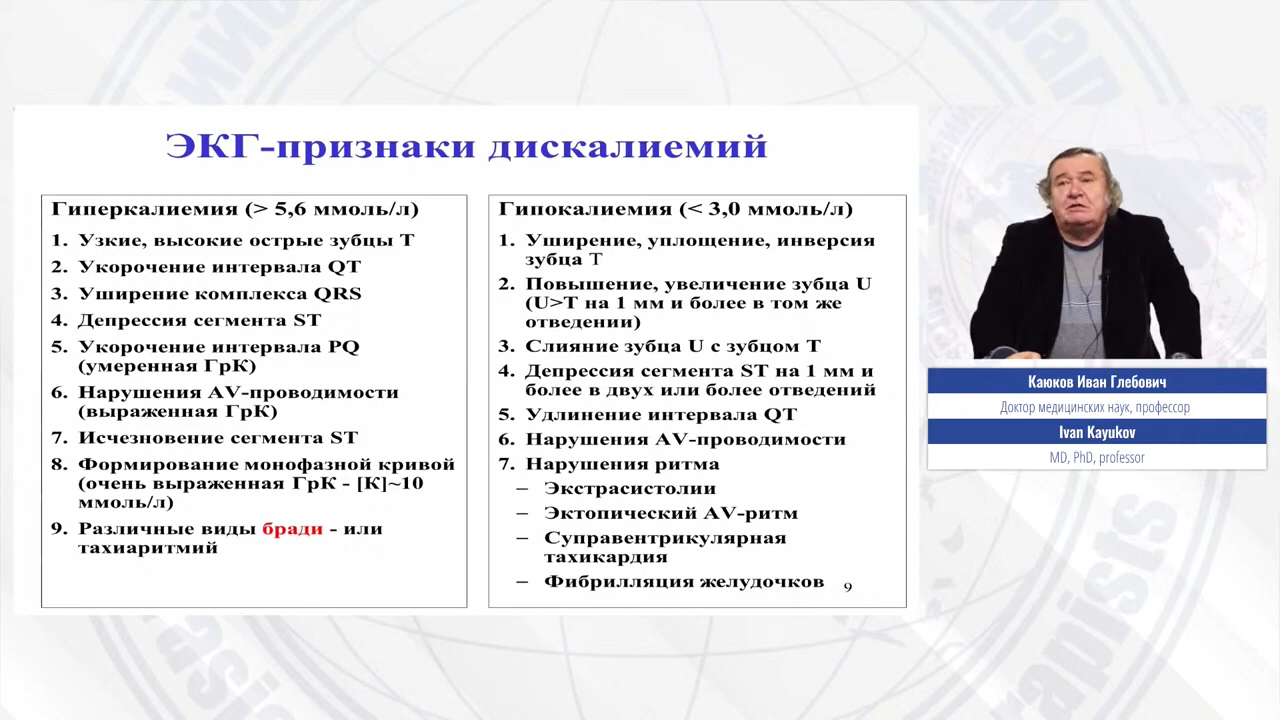 ЭКГ-признаки дискалиемий
Гиперкалиемия (> 5,6 ммоль/л)
1. Узкие, высокие острые зубцы T
2. Укорочение интервала QT
3. Уширение комплекса QRS
4. Депрессия сегмента ST
5. Укорочение интервала PQ
(умеренная ГрК)
6. Нарушения AV-проводимости
(выраженная ГрК)
7. Исчезновение сегмента ST
8. Формирование монофазной кривой
(очень выраженная ГрК - [K]~10
ммоль/л)
9. Различные виды бради - или
тахиаритмий
Гипокалиемия (< 3,0 ммоль/л)
1. Уширение, уплощение, инверсия
зубца T
2. Повышение, увеличение зубца U
(U>T на 1 мм и более в том же
отведении)
3. Слияние зубца U с зубцом T
4. Депрессия сегмента ST на 1 мм и
более в двух или более отведений
5. Удлинение интервала QT
6. Нарушения AV-проводимости
7. Нарушения ритма
– Экстрасистолии
– Эктопический AV-ритм
– Суправентрикулярная
тахикардия
– Фибрилляция желудочков
9
Каюков Иван Глебович
Доктор медицинских наук, профессор
Ivan Kayukov
MD, PhD, professor